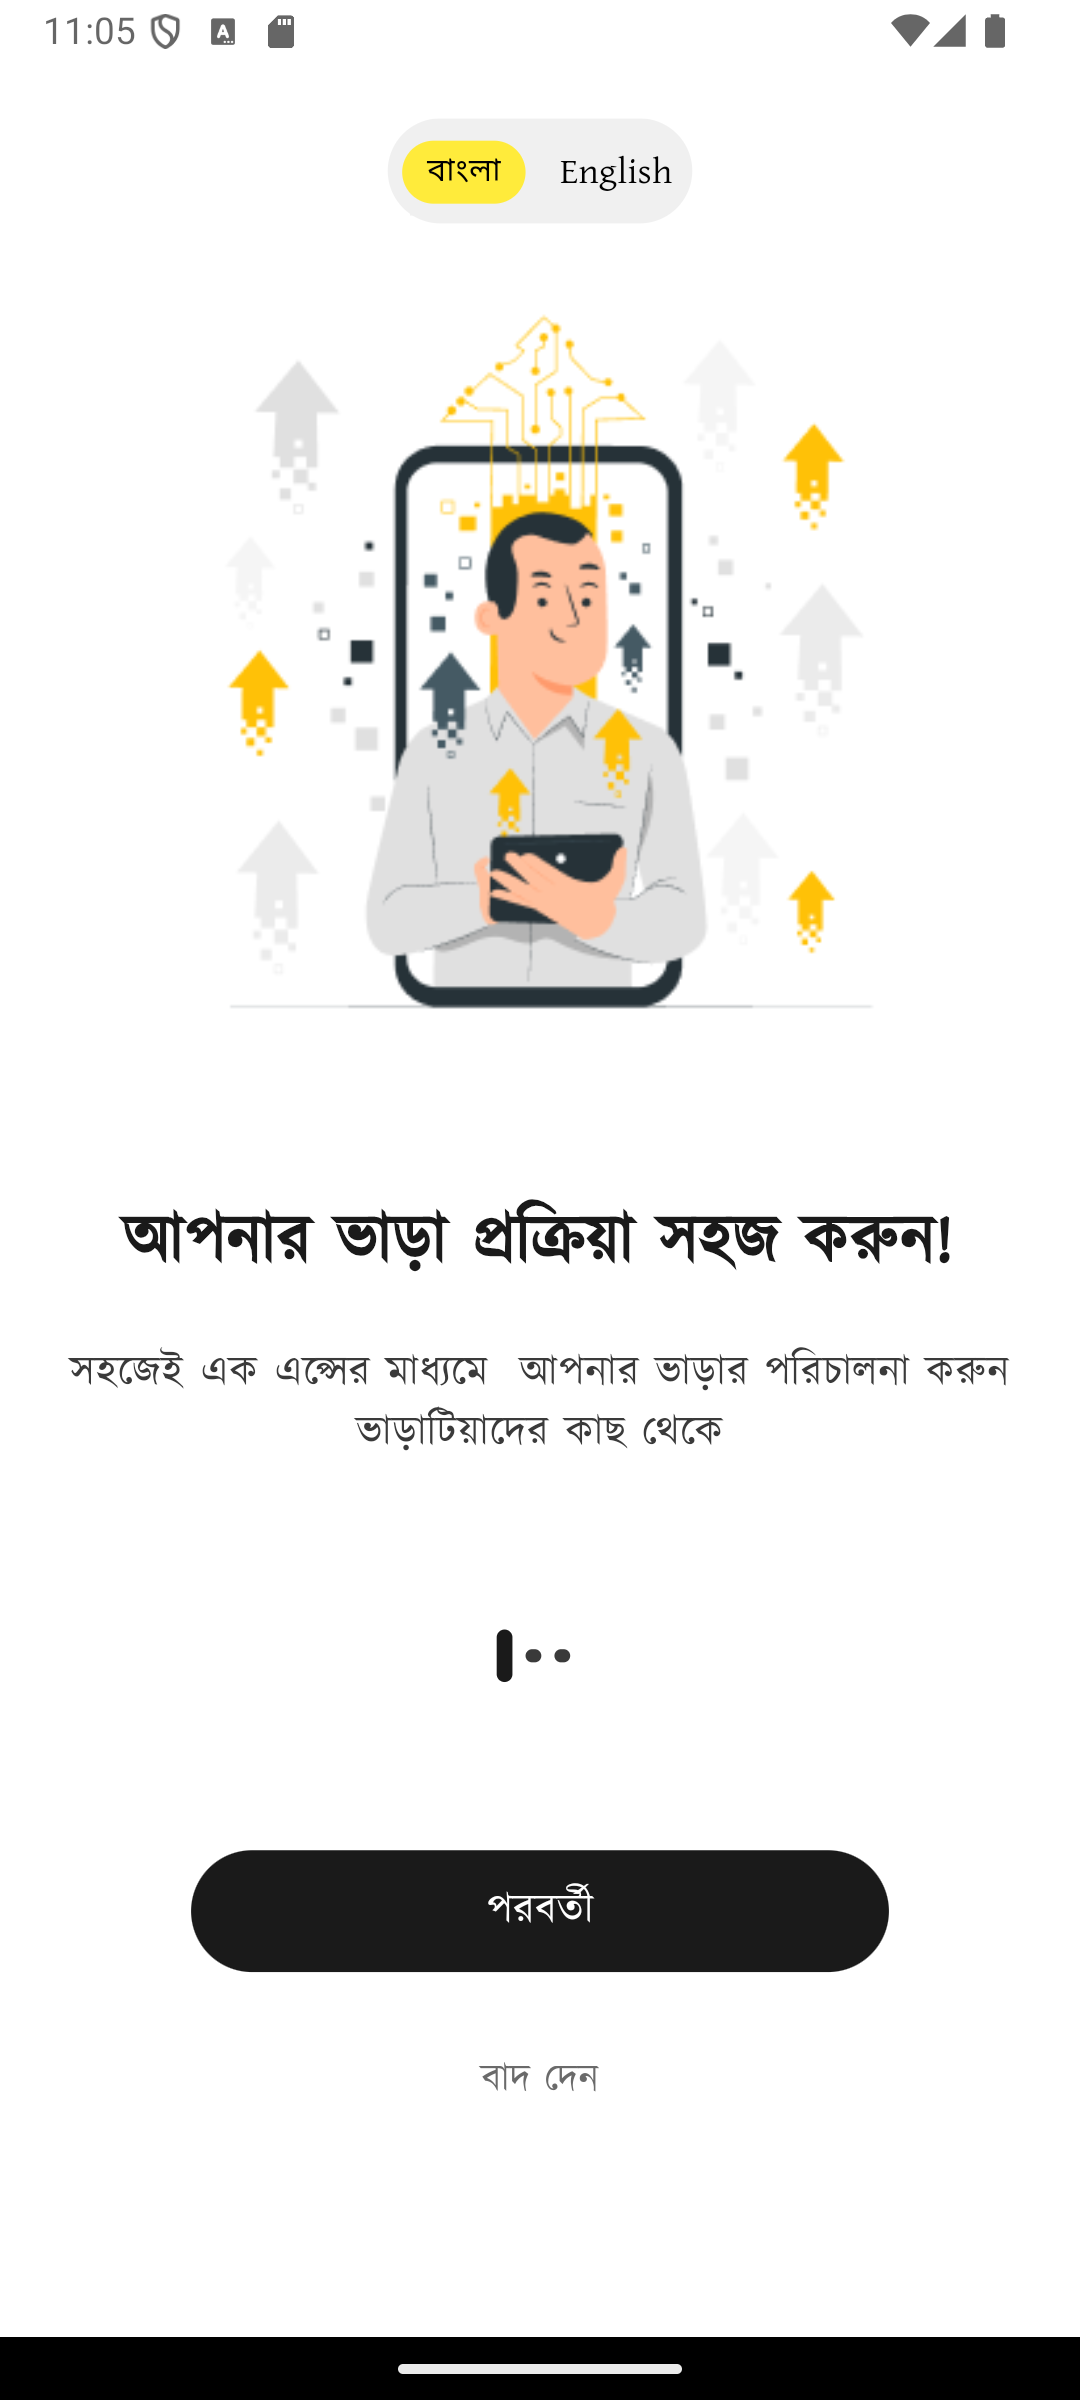 11:05
বাংলা English
আপনার ভাড়া প্রক্রিয়া সহজ করুন!
সহজেই এক এপ্সের মাধ্যমে আপনার ভাড়ার পরিচালনা করুন
ভাড়াটিয়াদের কাছ থেকে
পরবর্তী
বাদ দেন